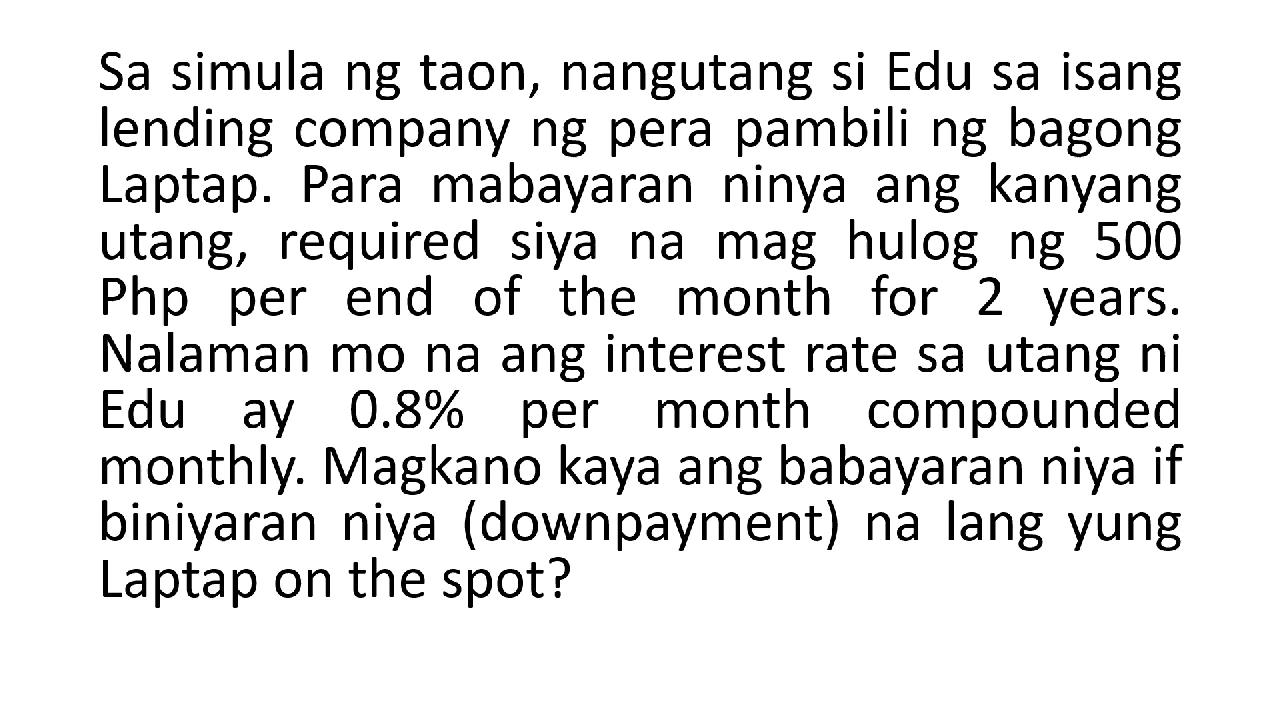 Sa simula ng taon, nangutang si Edu sa isang
lending company ng pera pambili ng bagong
Laptap. Para mabayaran ninya ang kanyang
utang, required siya na mag hulog ng 500
Php per end of the month for 2 years.
Nalaman mo na ang interest rate sa utang ni
Edu ay 0.8% per month compounded
monthly. Magkano kaya ang babayaran niya if
biniyaran niya (downpayment) na lang yung
Laptap on the spot?